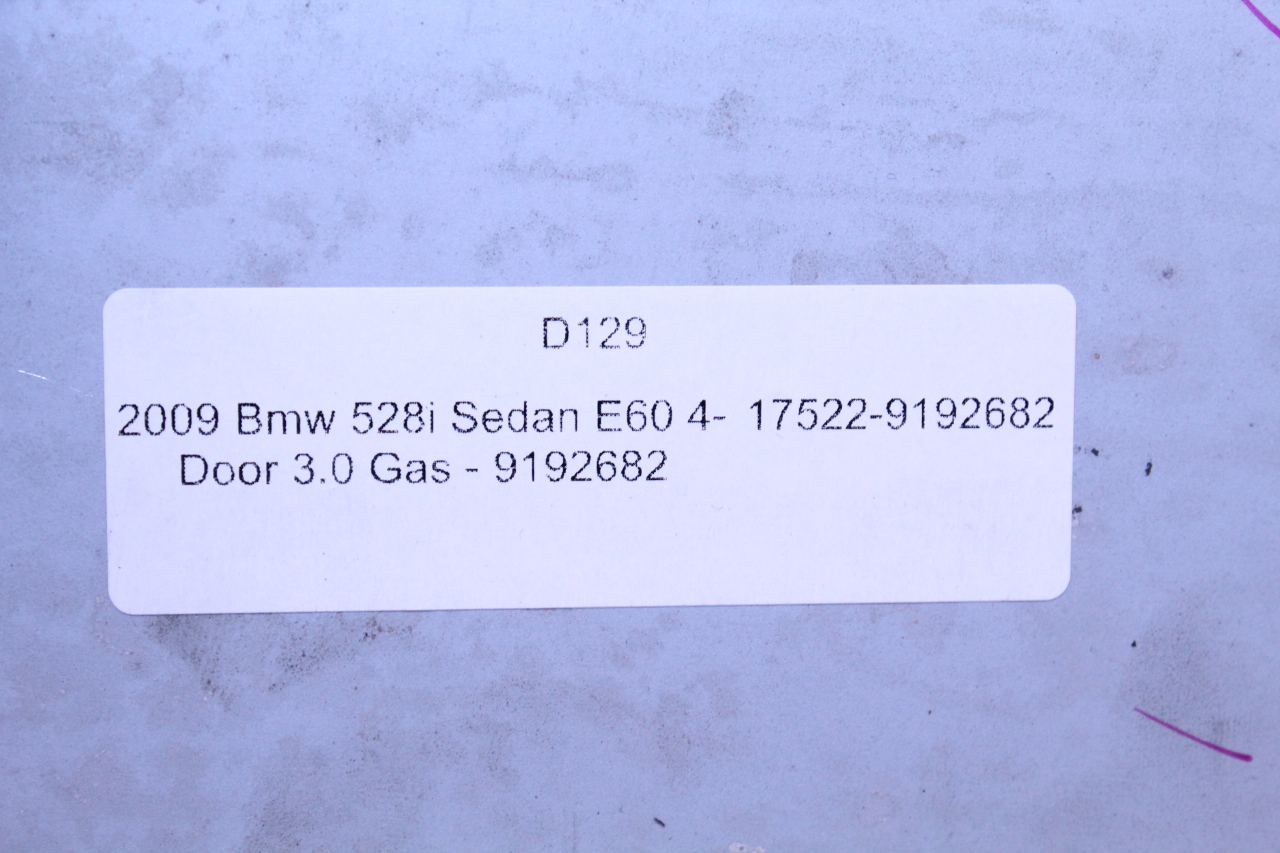 D129
2009 Bmw 528i Sedan E60 4- 17522-9192682
Door 3.0 Gas - 9192682